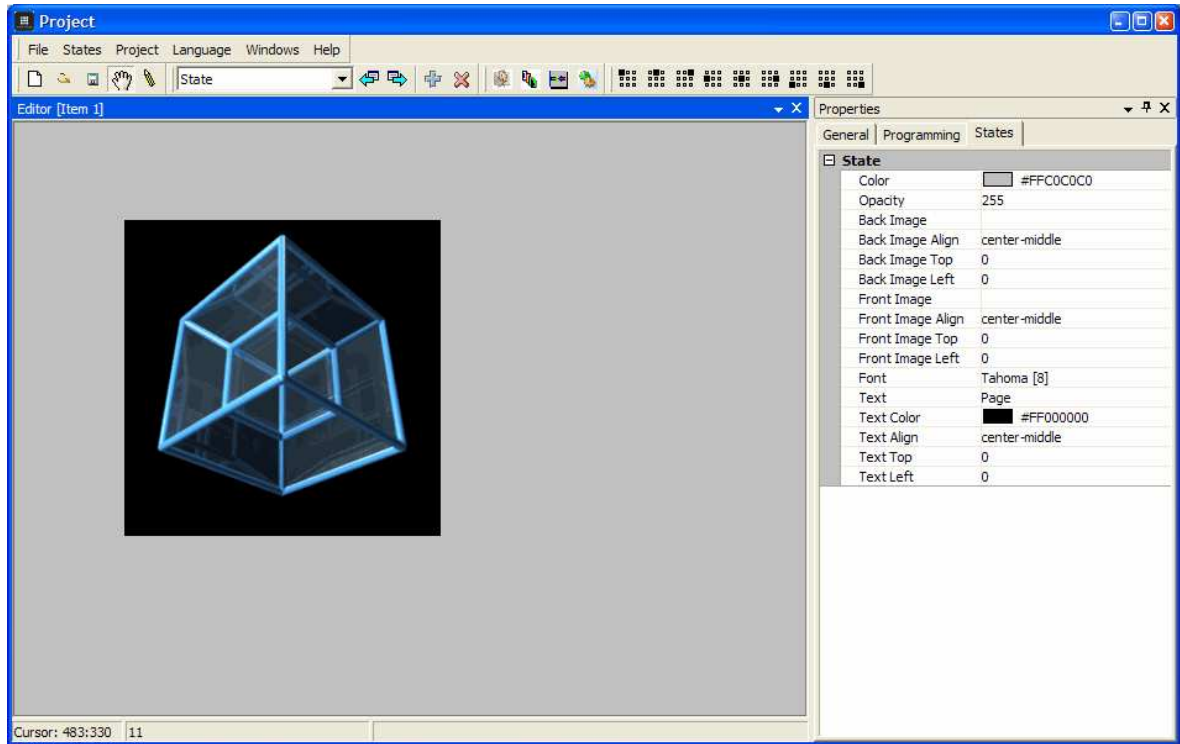 Project
File States Project Language Windows Help
State
Editor [Item 1]
Properties
General Programming States
State
Color #FFC0C0C0
Opacity 255
Back Image
Back Image Align center-middle
Back Image Top 0
Back Image Left 0
Front Image
Front Image Align center-middle
Front Image Top 0
Front Image Left 0
Font Tahoma [8]
Text Page
Text Color #FF000000
Text Align center-middle
Text Top 0
Text Left 0
Cursor: 483:330 11